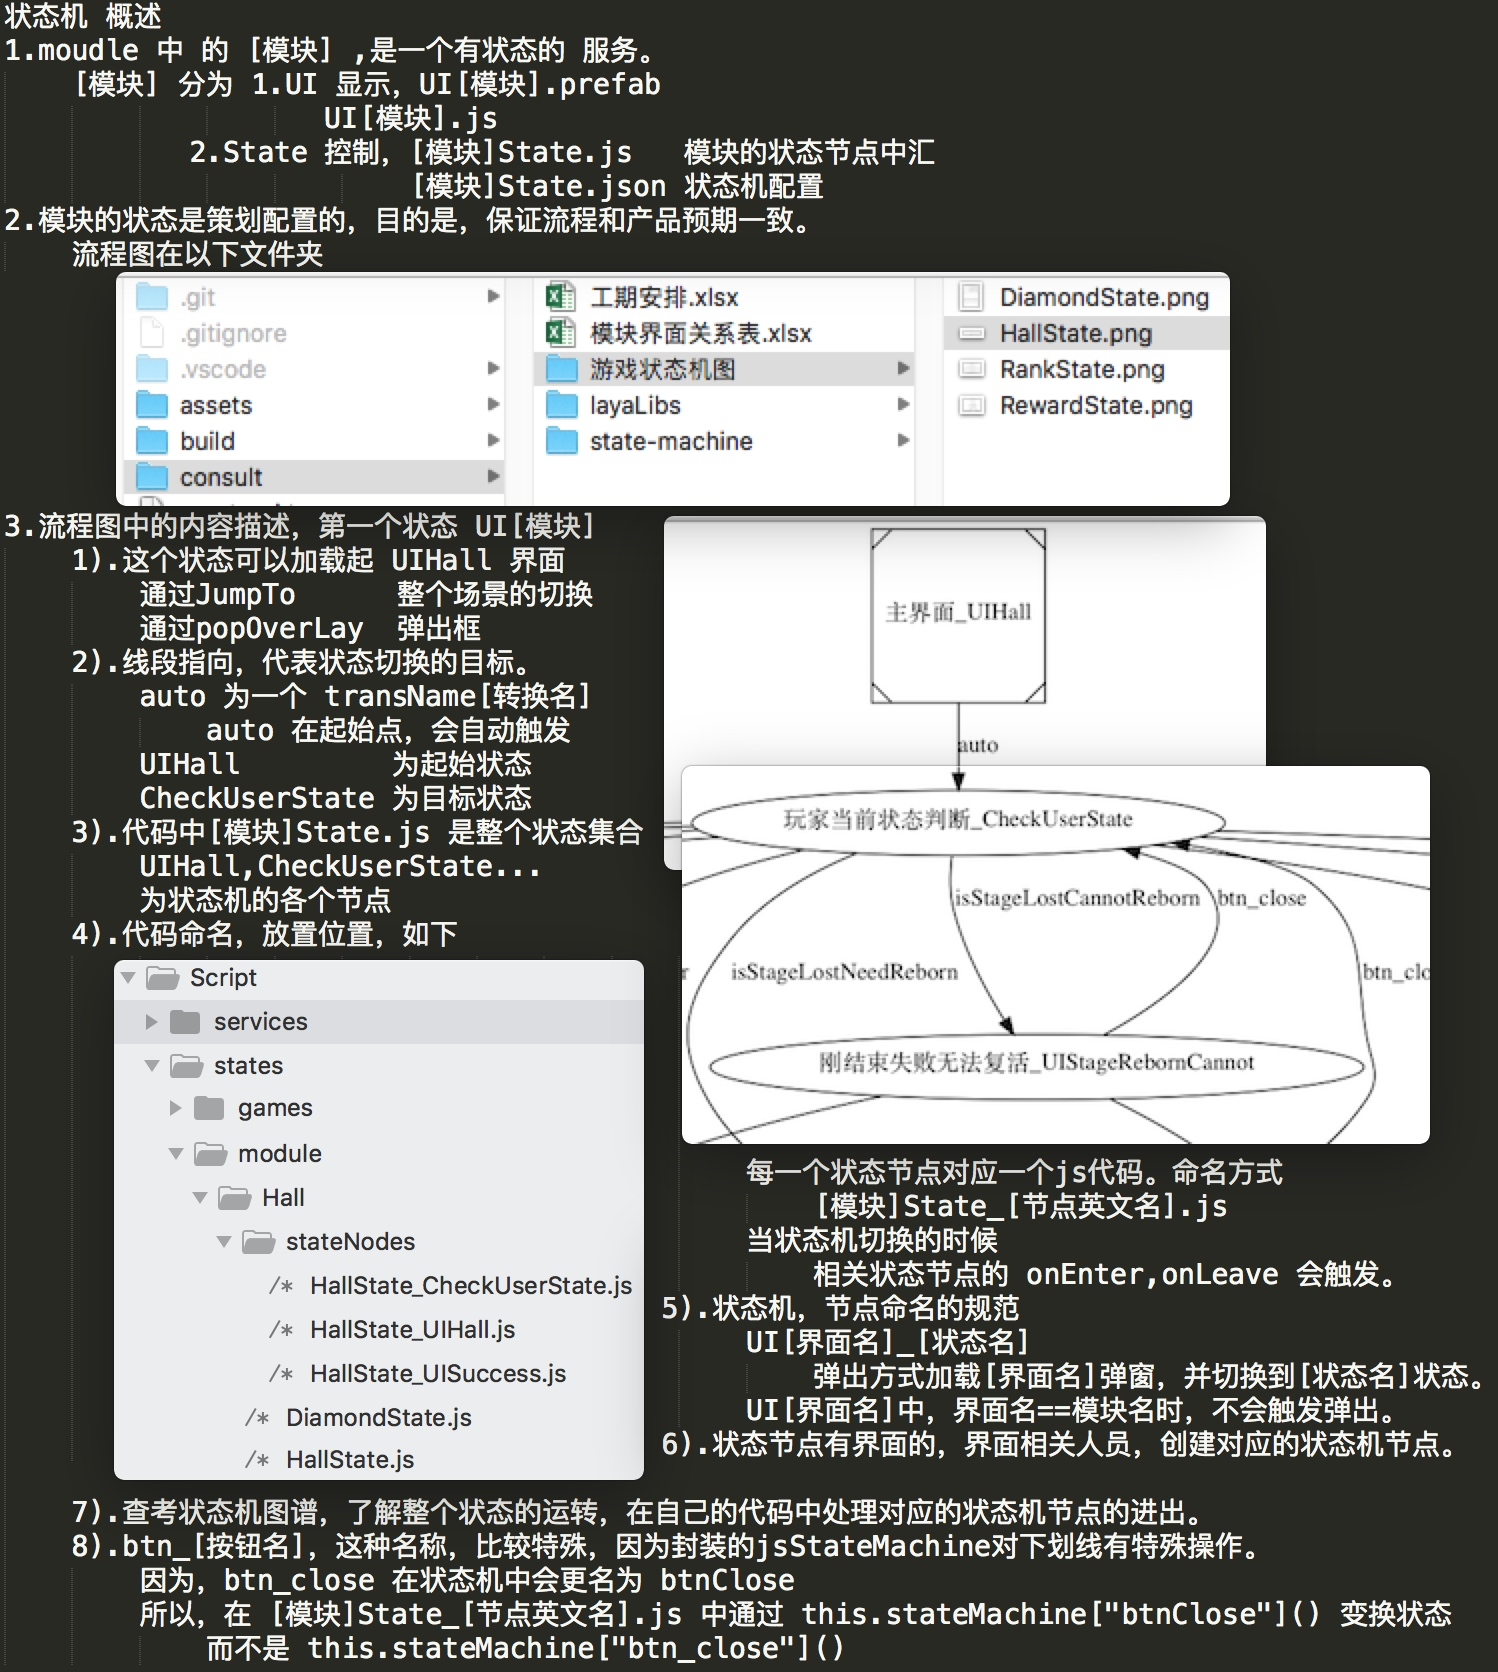 状态机 概述
1.moudle 中 的 [模块] ,是一个有状态的 服务。
[模块] 分为 1.UI 显示, UI[模块].prefab
UI[模块].js
2.State 控制, [模块]State.js 模块的状态节点中汇
[模块]State.json 状态机配置
2.模块的状态是策划配置的, 目的是, 保证流程和产品预期一致。
流程图在以下文件夹
.git
.gitignore
.vscode
assets
build
consult
工期安排.xlsx
模块界面关系表.xlsx
游戏状态机图
layaLibs
state-machine
DiamondState.png
HallState.png
RankState.png
RewardState.png
3.流程图中的内容描述, 第一个状态 UI[模块]
1).这个状态可以加载起 UIHall 界面
通过JumpTo 整个场景的切换
通过popOverLay 弹出框
2).线段指向, 代表状态切换的目标。
auto 为一个 transName[转换名]
auto 在起始点, 会自动触发
UIHall 为起始状态
CheckUserState 为目标状态
3).代码中[模块]State.js 是整个状态集合
UIHall,CheckUserState...
为状态机的各个节点
4).代码命名, 放置位置, 如下
主界面_UIHall
auto
玩家当前状态判断_CheckUserState
isStageLostCannotReborn
btn_close
isStageLostNeedReborn
btn_clo
刚结束失败无法复活_UIStageRebornCannot
Script
services
states
games
module
Hall
stateNodes
/* HallState_CheckUserState.js
/* HallState_UIHall.js
/* HallState_UISuccess.js
/* DiamondState.js
/* HallState.js
每一个状态节点对应一个js代码。命名方式
[模块]State_[节点英文名].js
当状态机切换的时候
相关状态节点的 onEnter,onLeave 会触发。
5).状态机, 节点命名的规范
UI[界面名]_[状态名]
弹出方式加载[界面名]弹窗, 并切换到[状态名]状态。
UI[界面名]中, 界面名==模块名时, 不会触发弹出。
6).状态节点有界面的, 界面相关人员, 创建对应的状态机节点。
7).查考状态机图谱, 了解整个状态的运转, 在自己的代码中处理对应的状态机节点的进出。
8).btn_[按钮名], 这种名称, 比较特殊, 因为封装的jsStateMachine对下划线有特殊操作。
因为, btn_close 在状态机中会更名为 btnClose
所以, 在 [模块]State_[节点英文名].js 中通过 this.stateMachine["btnClose"]() 变换状态
而不是 this.stateMachine["btn_close"]()